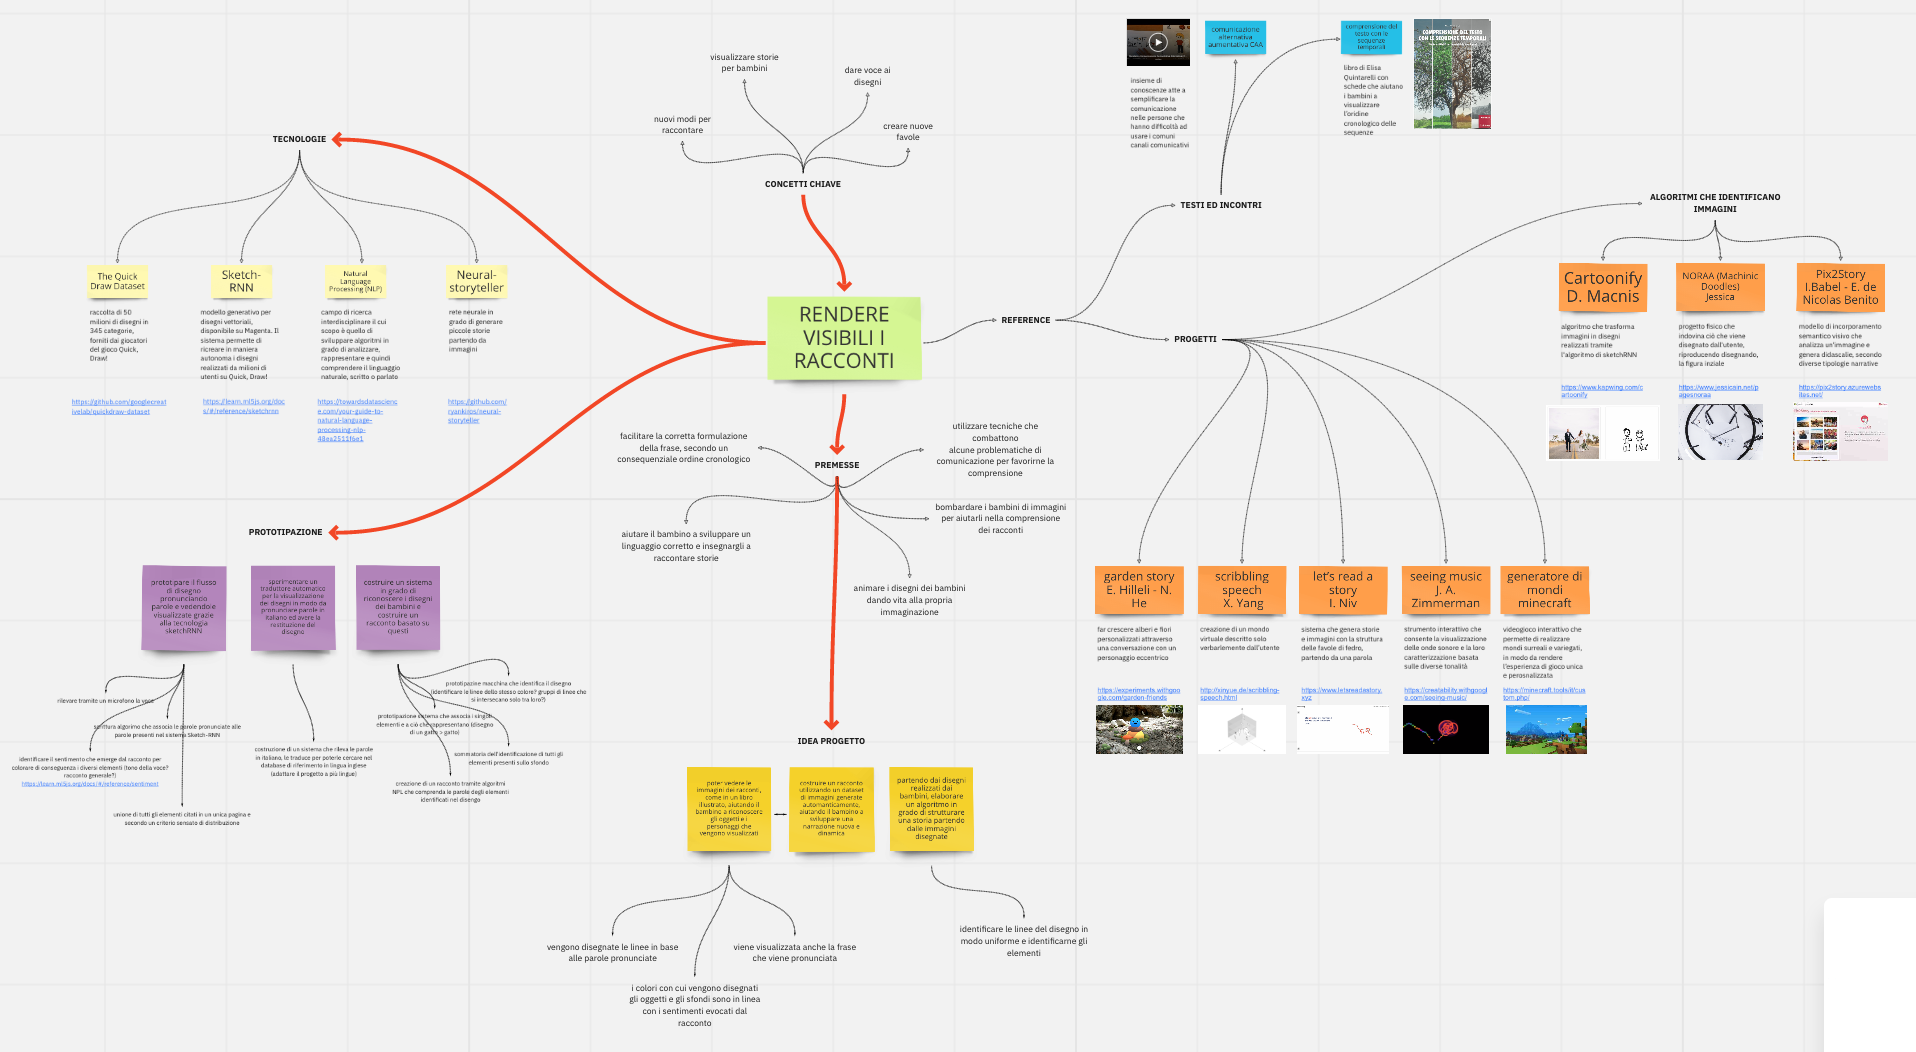 visualizzare storie
per bambini
dare voce ai
disegni
nuovi modi per
raccontare
creare nuove
favole
CONCETTI CHIAVE
TECNOLOGIE
The Quick
Draw Dataset
raccolta di 50
milioni di disegni in
345 categorie,
forniti dai giocatori
del gioco Quick,
Draw!
https://github.com/googlecreat
ivelab/quickdraw-dataset
Sketch-
RNN
modello generativo per
disegni vettoriali,
disponibile su Magenta. Il
sistema permette di
ricreare in maniera
autonoma i disegni
realizzati da milioni di
utenti su Quick, Draw!
https://learn.ml5js.org/doc
s/#/reference/sketchrnn
Natural
Language
Processing (NLP)
campo di ricerca
interdisciplinare il cui
scopo è quello di
sviluppare algoritmi in
grado di analizzare,
rappresentare e quindi
comprendere il linguaggio
naturale, scritto o parlato
https://towardsdatascienc
e.com/your-guide-to-
natural-language-
processing-nlp-
48ea2511f6e1
Neural-
storyteller
rete neurale in
grado di generare
piccole storie
partendo da
immagini
https://github.com/
ryankiros/neural-
storyteller
RENDERE
VISIBILI I
RACCONTI
REFERENCE
TESTI ED INCONTRI
comunicazione
alternativa
aumentativa CAA
insieme di
conoscenze atte a
semplificare la
comunicazione
nelle persone che
hanno difficoltà ad
usare i comuni
canali comunicativi
comprensione del
testo con le
sequenze
temporali
libro di Elisa
Quintarelli con
schede che aiutano
i bambini a
visualizzare
l'oridine
cronologico delle
sequenze
COMPRENSIONE DEL TESTO
CON LE SEQUENZE TEMPORALI
PROGETTI
ALGORITMI CHE IDENTIFICANO
IMMAGINI
Cartoonify
D. Macnis
algoritmo che trasforma
immagini in disegni
realizzati tramite
l'algoritmo di sketchRNN
https://www.kapwing.com/c
artoonify
NORAA (Machinic
Doodles)
Jessica
progetto fisico che
indovina ciò che viene
disegnato dall'utente,
riproducendo disegnando,
la figura inziale
https://www.jessicain.net/p
agesnoraa
Pix2Story
I.Babel - E. de
Nicolas Benito
modello di incorporamento
semantico visivo che
analizza un'immagine e
genera didascalie, secondo
diverse tipologie narrative
https://pix2story.azurewebs
ites.net/
garden story
E. Hilleli - N.
He
far crescere alberi e fiori
personalizzati attraverso
una conversazione con un
personaggio eccentrico
https://experiments.withgoo
gle.com/garden-friends
scribbling
speech
X. Yang
creazione di un mondo
virtuale descritto solo
verbarlemente dall'utente
http://xinyue.de/scribbling-
speech.html
let's read a
story
I. Niv
sistema che genera storie
e immagini con la struttura
delle favole di fedro,
partendo da una parola
https://www.letsreadastory.
xyz
seeing music
J. A.
Zimmerman
strumento interattivo che
consente la visualizzazione
delle onde sonore e la loro
caratterizzazione basata
sulle diverse tonalità
https://creatability.withgoogl
e.com/seeing-music/
generatore di
mondi
minecraft
videogioco interattivo che
permette di realizzare
mondi surreali e variegati,
in modo da rendere
l'esperienza di gioco unica
e peronalizzata
https://minecraft.tools/it/cus
tom.php/
PREMESSE
facilitare la corretta formulazione
della frase, secondo un
consequenziale ordine cronologico
utilizzare tecniche che
combattono
alcune problematiche di
comunicazione per favorirne la
comprensione
bombardare i bambini di immagini
per aiutarli nella comprensione
dei racconti
aiutare il bambino a sviluppare un
linguaggio corretto e insegnargli a
raccontare storie
animare i disegni dei bambini
dando vita alla propria
immaginazione
PROTOTIPAZIONE
prototipare il flusso
di disegno
pronunciando
parole e vedendole
visualizzate grazie
alla tecnologia
sketchRNN
sperimentare un
traduttore automatico
per la visualizzazione
dei disegni in modo da
pronunciare parole in
italiano ed avere la
restituzione del
disegno
costruire un sistema
in grado di
riconoscere i disegni
dei bambini e
costruire un
racconto basato su
questi
rilevare tramite un microfono la voce
scrittura algorimo che associa le parole pronunciate alle
parole presenti nel sistema Sketch-RNN
identificare il sentimento che emerge dal racconto per
colorare di conseguenza i diversi elementi (tono della voce?
racconto generale?)
https://learn.ml5js.org/docs/#/reference/sentiment
unione di tutti gli elementi citati in un unica pagina e
secondo un criterio sensato di distribuzione
costruzione di un sistema che rileva le parole
in italiano, le traduce per poterle cercare nel
database di riferimento in lingua inglese
(adattare il progetto a più lingue)
prototipazine macchina che identifica il disegno
(identificare le linee dello stesso colore? gruppi di linee che
si intersecano solo tra loro?)
prototipazione sistema che associa i singoli
elementi e a ciò che rappresentano (disegno
di un gatto > gatto)
sommatoria dell'identificazione di tutti gli
elementi presenti sullo sfondo
creazione di un racconto tramite algoritmi
NPL che comprenda le parole degli elementi
identificati nel disengo
IDEA PROGETTO
poter vedere le
immagini dei racconti,
come in un libro
illustrato, aiutando il
bambino a riconoscere
gli oggetti e i
personaggi che
vengono visualizzati
costruire un racconto
utilizzando un dataset
di immagini generate
automanticamente,
aiutando il bambino a
sviluppare una
narrazione nuova e
dinamica
partendo dai disegni
realizzati dai
bambini, elaborare
un algoritmo in
grado di strutturare
una storia partendo
dalle immagini
disegnate
vengono disegnate le linee in base
alle parole pronunciate
viene visualizzata anche la frase
che viene pronunciata
i colori con cui vengono disegnati
gli oggetti e gli sfondi sono in linea
con i sentimenti evocati dal
racconto
identificare le linee del disegno in
modo uniforme e identificarne gli
elementi